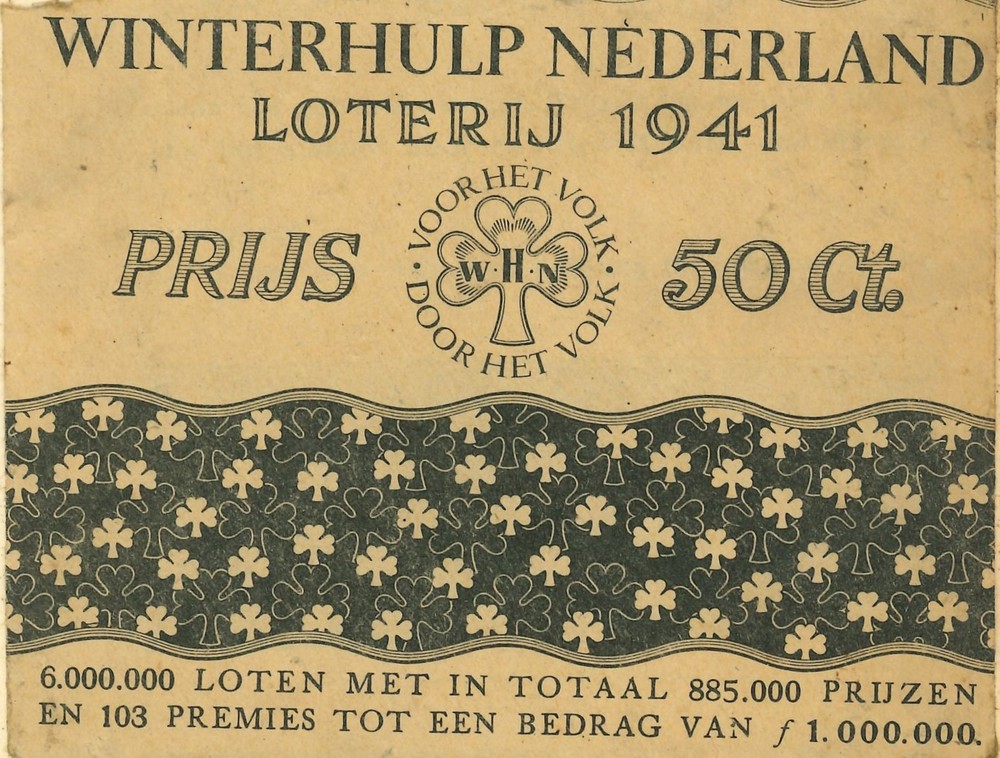 WINTERHULP NEDERLAND
LOTERIJ 1941
PRIJS
· VOOR HET VOLK ·
W·H·N
DOOR HET VOLK
50 Ct.
6.000.000 LOTEN MET IN TOTAAL 885.000 PRIJZEN
EN 103 PREMIES TOT EEN BEDRAG VAN ƒ 1.000.000.